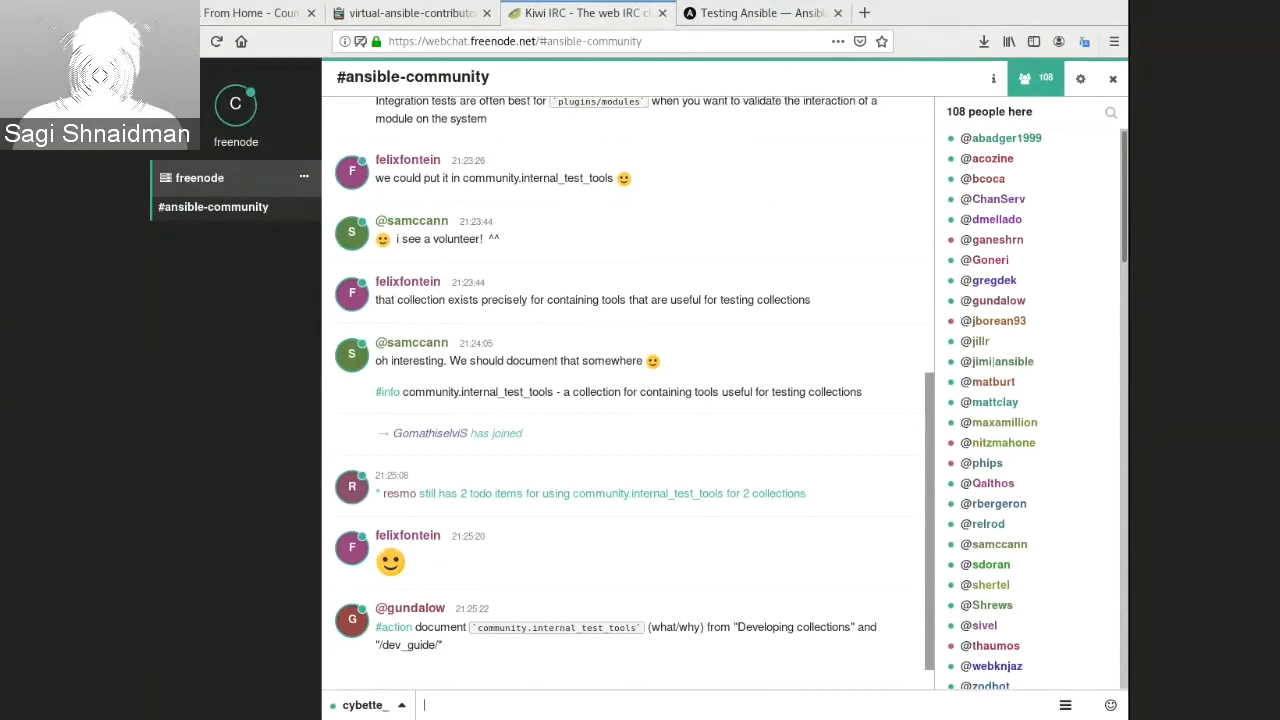 From Home - Coun
virtual-ansible-contributo
Kiwi IRC - The web IRC cl
Testing Ansible — Ansibl
https://webchat.freenode.net/#ansible-community
Sagi Shnaidman
C
freenode
freenode
#ansible-community
#ansible-community
108
Integration tests are often best for `plugins/modules` when you want to validate the interaction of a
module on the system
F
felixfontein 21:23:26
we could put it in community.internal_test_tools
S
@samccann 21:23:44
i see a volunteer! ^^
F
felixfontein 21:23:44
that collection exists precisely for containing tools that are useful for testing collections
S
@samccann 21:24:05
oh interesting. We should document that somewhere
#info community.internal_test_tools - a collection for containing tools useful for testing collections
→ GomathiselviS has joined
R
21:25:08
* resmo still has 2 todo items for using community.internal_test_tools for 2 collections
F
felixfontein 21:25:20
G
@gundalow 21:25:22
#action document `community.internal_test_tools` (what/why) from "Developing collections" and
"/dev_guide/"
cybette_
108 people here
@abadger1999
@acozine
@bcoca
@ChanServ
@dmellado
@ganeshrn
@Goneri
@gregdek
@gundalow
@jborean93
@jillr
@jimi|ansible
@matburt
@mattclay
@maxamillion
@nitzmahone
@phips
@Qalthos
@rbergeron
@relrod
@samccann
@sdoran
@shertel
@Shrews
@sivel
@thaumos
@webknjaz
@zodbot